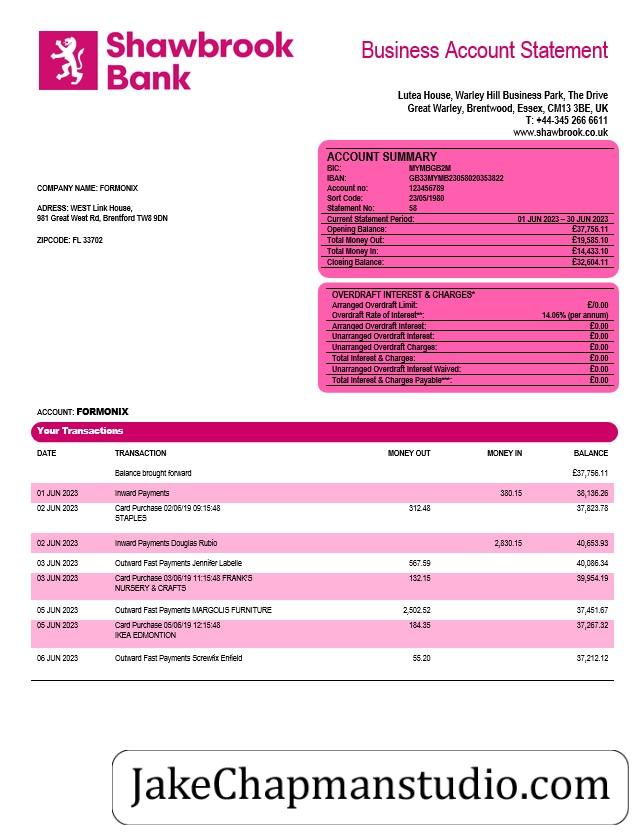 Shawbrook
Bank
Business Account Statement
Lutea House, Warley Hill Business Park, The Drive
Great Warley, Brentwood, Essex, CM13 3BE, UK
T: +44-345 266 6611
www.shawbrook.co.uk
COMPANY NAME: FORMONIX
ADRESS: WEST Link House,
981 Great West Rd, Brentford TW8 9DN
ZIPCODE: FL 33702
ACCOUNT SUMMARY
BIC: MYMBGB2M
IBAN: GB33MYMB23058020353822
Account no: 123456789
Sort Code: 23/05/1980
Statement No: 58
Current Statement Period: 01 JUN 2023 – 30 JUN 2023
Opening Balance: £37,756.11
Total Money Out: £19,585.10
Total Money In: £14,433.10
Closing Balance: £32,604.11
OVERDRAFT INTEREST & CHARGES*
Arranged Overdraft Limit: £/0.00
Overdraft Rate of Interest**: 14.06% (per annum)
Arranged Overdraft Interest: £0.00
Unarranged Overdraft Interest: £0.00
Unarranged Overdraft Charges: £0.00
Total Interest & Charges: £0.00
Unarranged Overdraft Interest Waived: £0.00
Total Interest & Charges Payable***: £0.00
ACCOUNT: FORMONIX
Your Transactions
DATE TRANSACTION MONEY OUT MONEY IN BALANCE
Balance brought forward £37,756.11
01 JUN 2023 Inward Payments 380.15 38,136.26
02 JUN 2023 Card Purchase 02/06/19 09:15:48 312.48 37,823.78
STAPLES
02 JUN 2023 Inward Payments Douglas Rubio 2,830.15 40,653.93
03 JUN 2023 Outward Fast Payments Jennifer Labelle 567.59 40,086.34
03 JUN 2023 Card Purchase 03/06/19 11:15:48 FRANK'S 132.15 39,954.19
NURSERY & CRAFTS
05 JUN 2023 Outward Fast Payments MARGOLIS FURNITURE 2,502.52 37,451.67
05 JUN 2023 Card Purchase 05/06/19 12:15:48 184.35 37,267.32
IKEA EDMONTION
06 JUN 2023 Outward Fast Payments Screwfix Enfield 55.20 37,212.12
JakeChapmanstudio.com